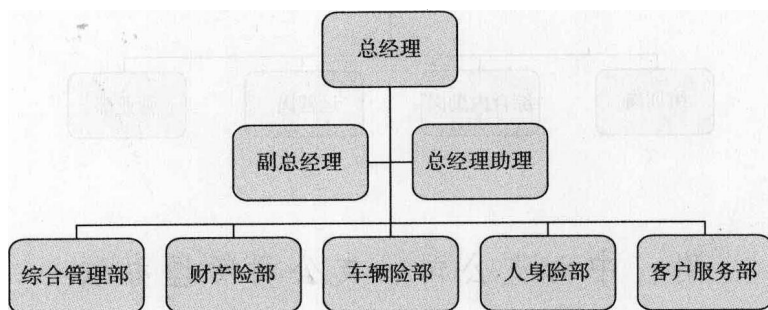 总经理
副总经理
总经理助理
综合管理部
财产险部
车辆险部
人身险部
客户服务部